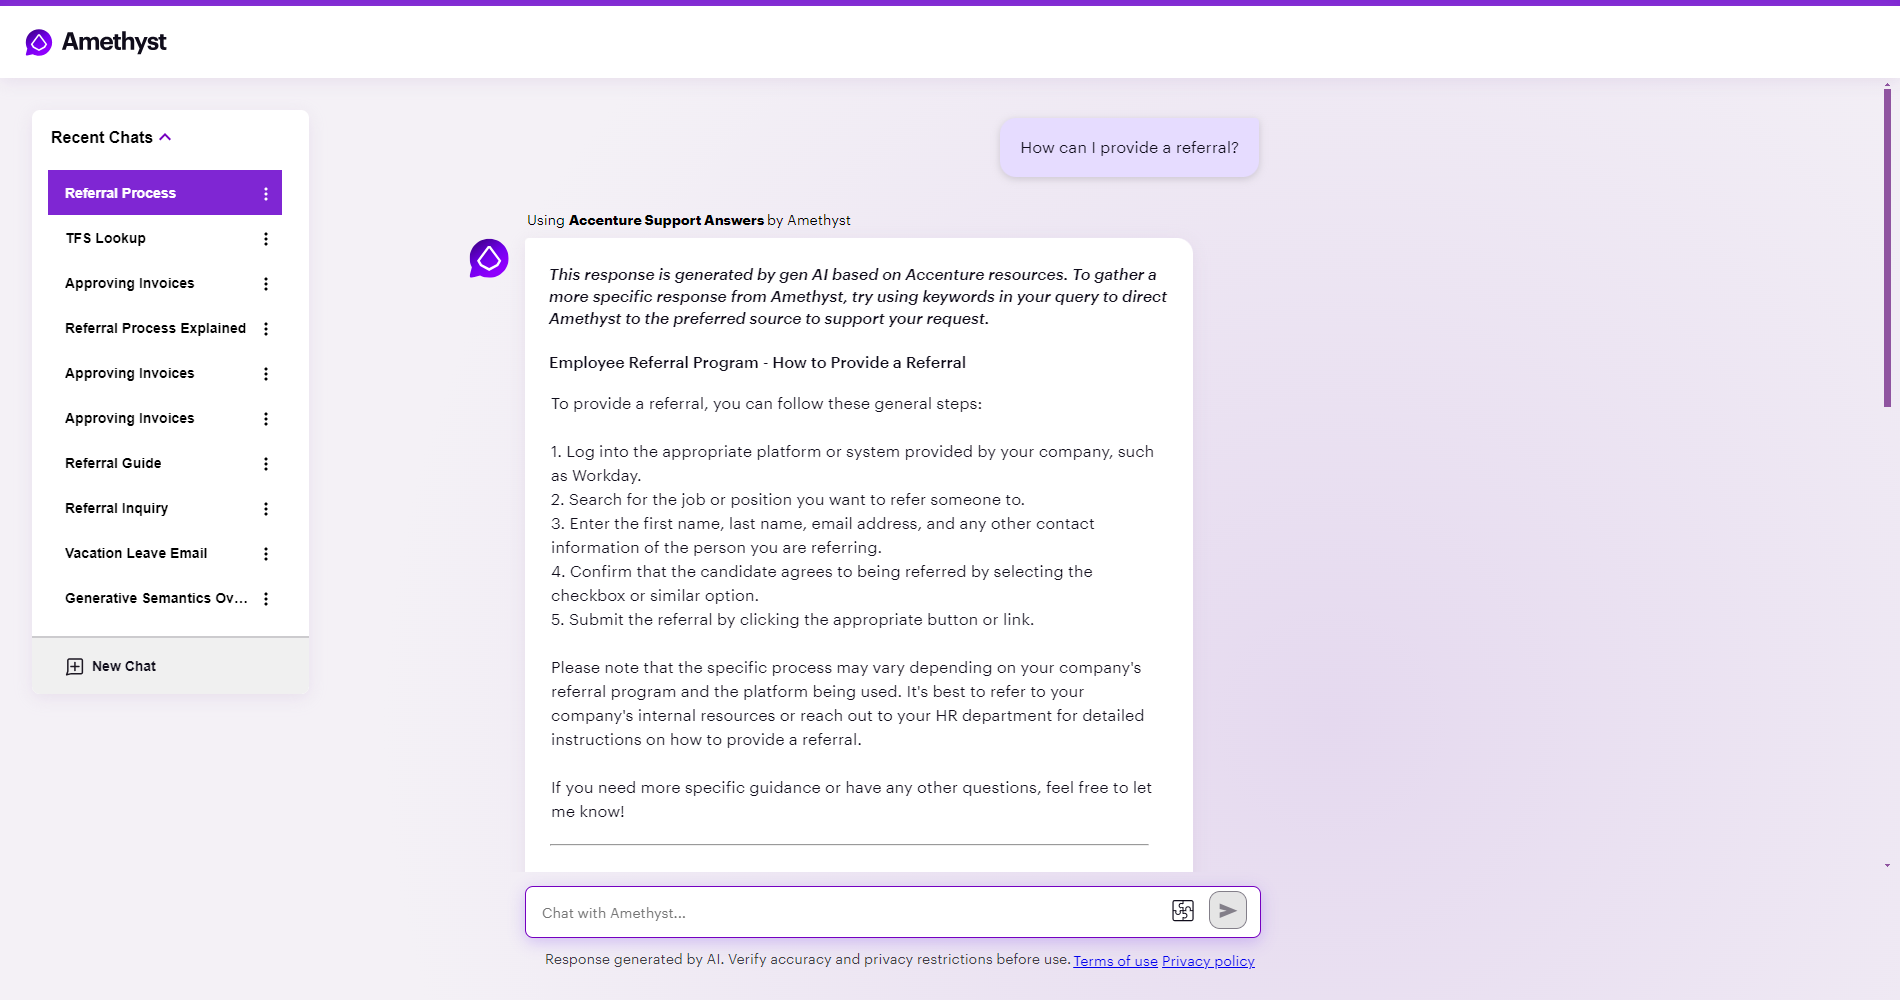 Amethyst
Recent Chats
Referral Process
TFS Lookup
Approving Invoices
Referral Process Explained
Approving Invoices
Approving Invoices
Referral Guide
Referral Inquiry
Vacation Leave Email
Generative Semantics Ov...
New Chat
How can I provide a referral?
Using Accenture Support Answers by Amethyst
This response is generated by gen AI based on Accenture resources. To gather a
more specific response from Amethyst, try using keywords in your query to direct
Amethyst to the preferred source to support your request.
Employee Referral Program - How to Provide a Referral
To provide a referral, you can follow these general steps:
1. Log into the appropriate platform or system provided by your company, such
as Workday.
2. Search for the job or position you want to refer someone to.
3. Enter the first name, last name, email address, and any other contact
information of the person you are referring.
4. Confirm that the candidate agrees to being referred by selecting the
checkbox or similar option.
5. Submit the referral by clicking the appropriate button or link.
Please note that the specific process may vary depending on your company's
referral program and the platform being used. It's best to refer to your
company's internal resources or reach out to your HR department for detailed
instructions on how to provide a referral.
If you need more specific guidance or have any other questions, feel free to let
me know!
Chat with Amethyst...
Response generated by AI. Verify accuracy and privacy restrictions before use. Terms of use Privacy policy